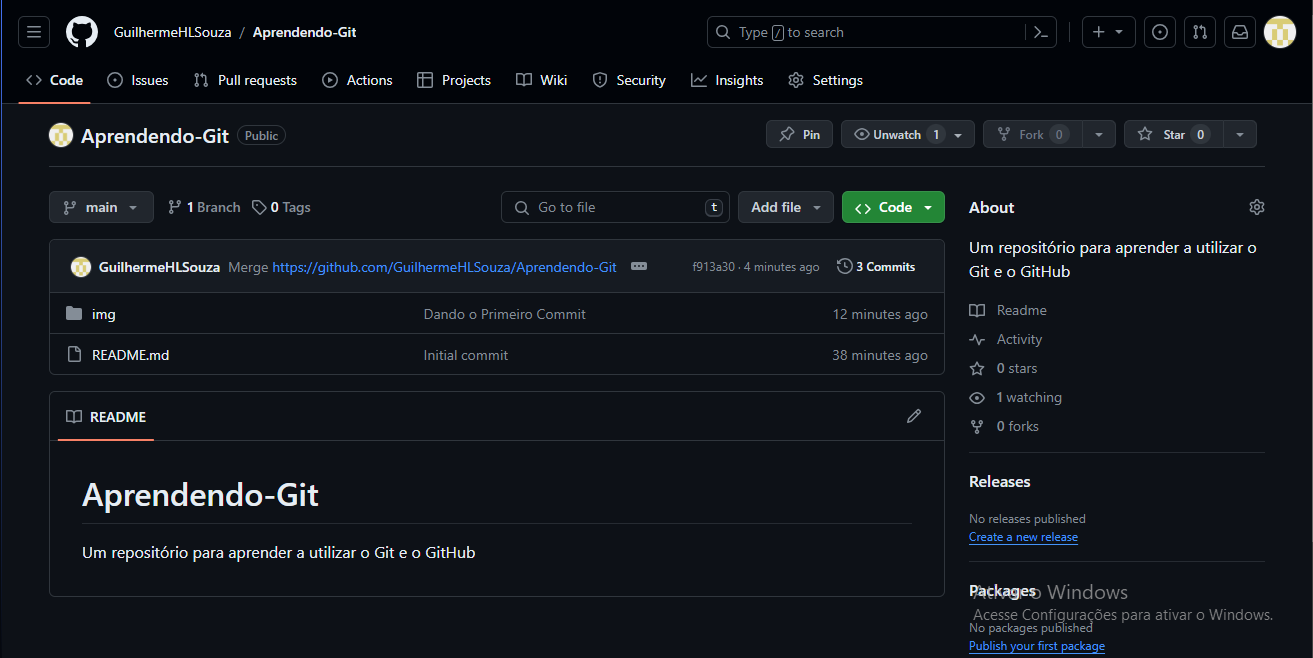 GuilhermeHLSouza / Aprendendo-Git
Type / to search
Code Issues Pull requests Actions Projects Wiki Security Insights Settings
Aprendendo-Git Public
Pin Unwatch 1 Fork 0 Star 0
main 1 Branch 0 Tags Go to file t Add file Code
GuilhermeHLSouza Merge https://github.com/GuilhermeHLSouza/Aprendendo-Git f913a30 · 4 minutes ago 3 Commits
img Dando o Primeiro Commit 12 minutes ago
README.md Initial commit 38 minutes ago
README
Aprendendo-Git
Um repositório para aprender a utilizar o Git e o GitHub
About
Um repositório para aprender a utilizar o
Git e o GitHub
Readme
Activity
0 stars
1 watching
0 forks
Releases
No releases published
Create a new release
Packages
Ativar o Windows
Acesse Configurações para ativar o Windows.
No packages published
Publish your first package